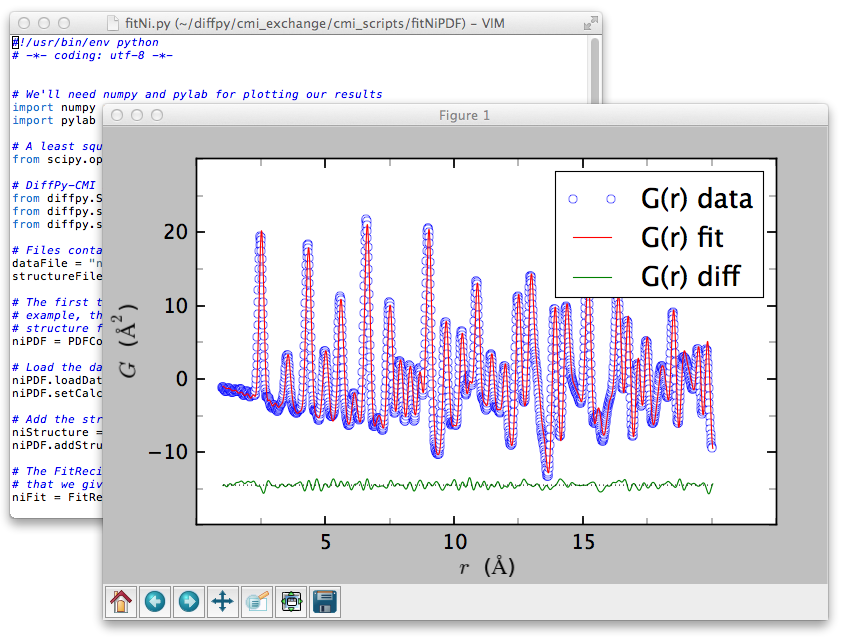 fitNi.py (~/diffpy/cmi_exchange/cmi_scripts/fitNiPDF) – VIM
#!/usr/bin/env python
# -*- coding: utf-8 -*-
# We'll need numpy and pylab for plotting our results
import numpy
import pylab
# A least squ
from scipy.op
# DiffPy-CMI
from diffpy.S
from diffpy.s
from diffpy.s
# Files conta
dataFile = "n
structureFile
# The first t
# example, th
# structure f
niPDF = PDFCo
# Load the da
niPDF.loadDat
niPDF.setCalc
# Add the str
niStructure =
niPDF.addStru
# The FitReci
# that we giv
niFit = FitRe
Figure 1
G(r) data
G(r) fit
G(r) diff
20
10
0
−10
G (Å²)
5
10
15
r (Å)